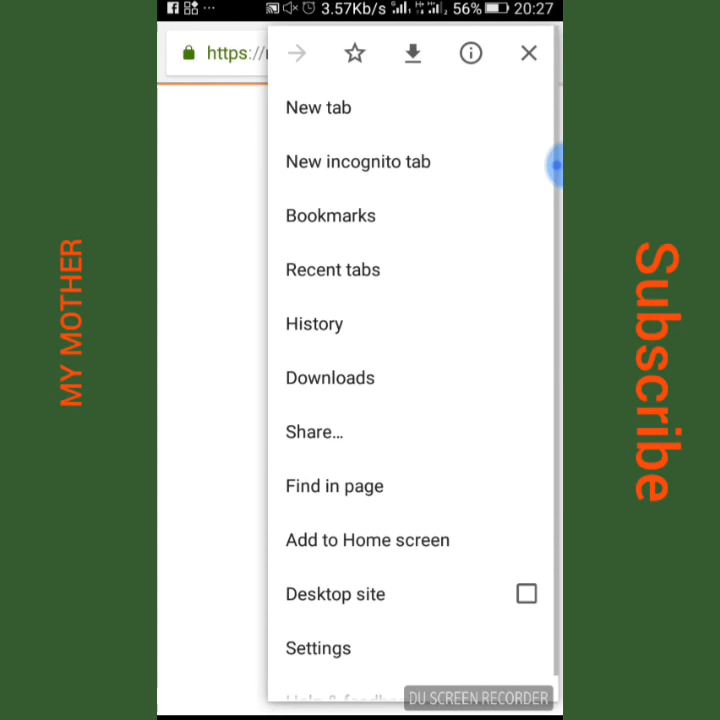 3.57Kb/s 56% 20:27
https://
New tab
New incognito tab
Bookmarks
Recent tabs
History
Downloads
Share...
Find in page
Add to Home screen
Desktop site
Settings
DU SCREEN RECORDER
MY MOTHER
Subscribe